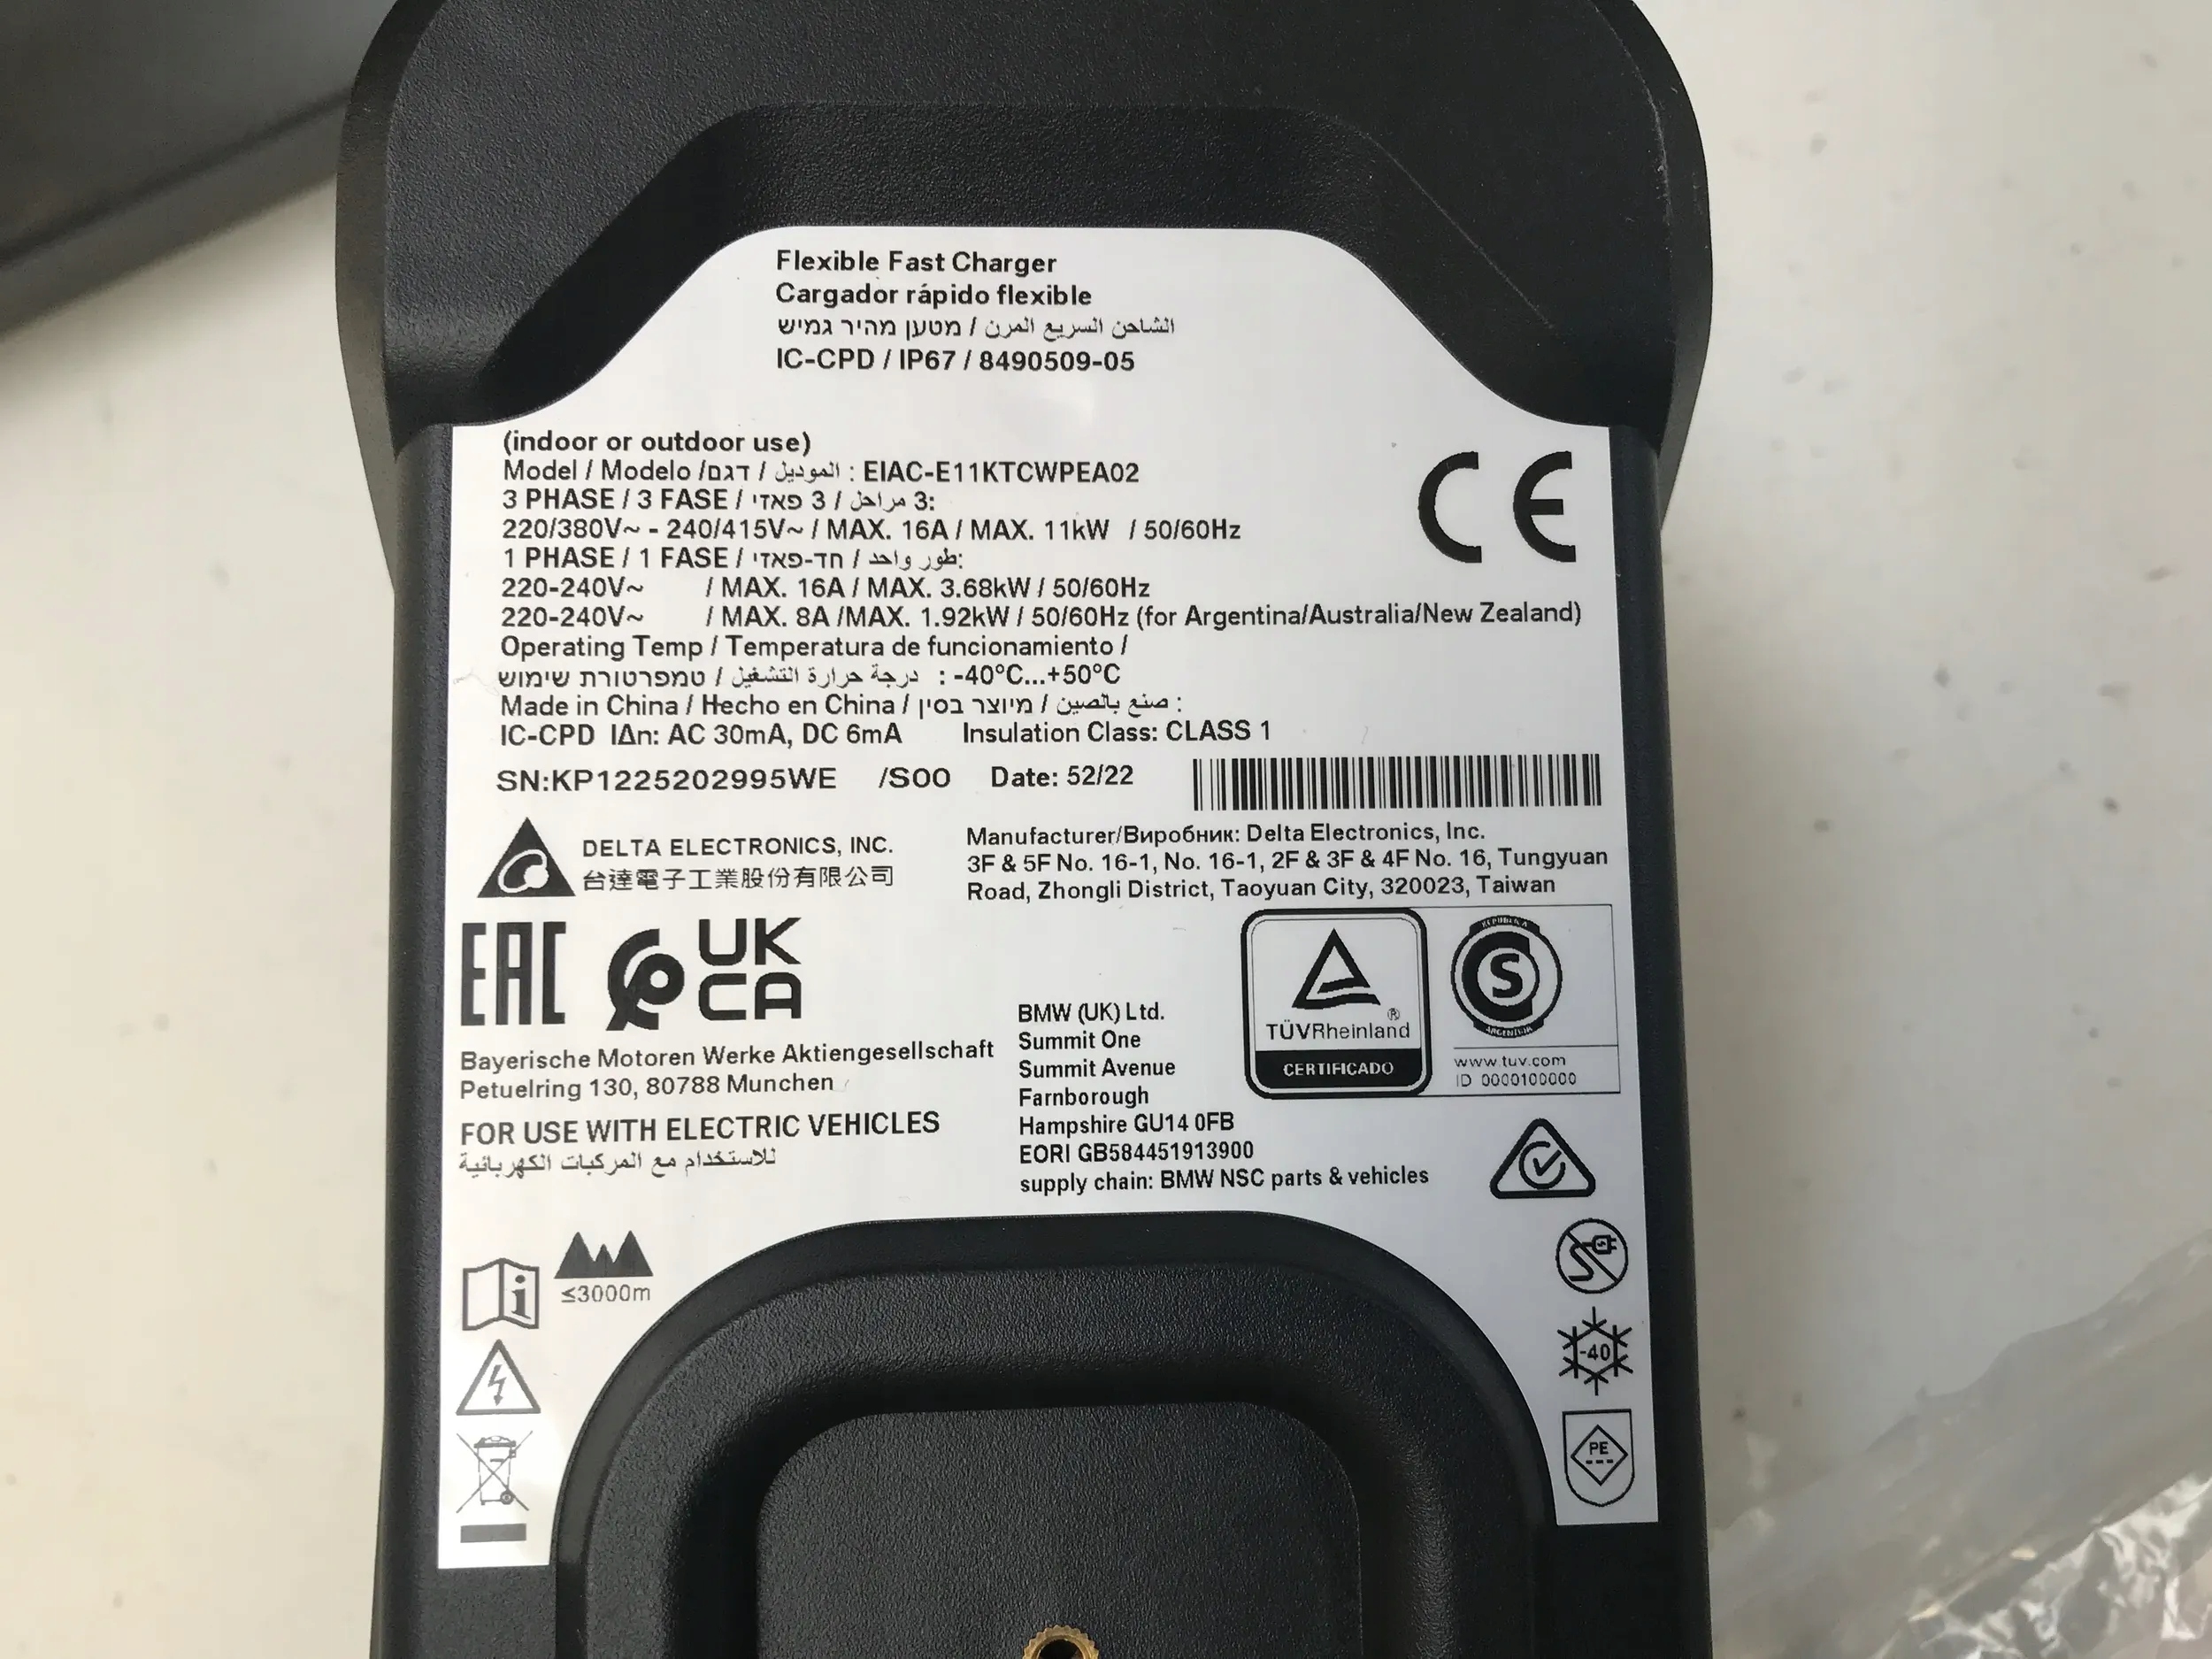 Flexible Fast Charger
Cargador rápido flexible
מטען מהיר גמיש / الشاحن السريع المرن
IC-CPD / IP67 / 8490509-05
(indoor or outdoor use)
Model / Modelo /דגם / الموديل : EIAC-E11KTCWPEA02
3 PHASE / 3 FASE / 3 פאזי / 3 مراحل:
220/380V~ - 240/415V~ / MAX. 16A / MAX. 11kW / 50/60Hz
1 PHASE / 1 FASE / חד-פאזי / طور واحد:
220-240V~ / MAX. 16A / MAX. 3.68kW / 50/60Hz
220-240V~ / MAX. 8A /MAX. 1.92kW / 50/60Hz (for Argentina/Australia/New Zealand)
Operating Temp / Temperatura de funcionamiento /
טמפרטורת שימוש / درجة حرارة التشغيل : -40°C...+50°C
Made in China / Hecho en China / מיוצר בסין / صنع بالصين :
IC-CPD IΔn: AC 30mA, DC 6mA Insulation Class: CLASS 1
SN:KP1225202995WE /S00 Date: 52/22
DELTA ELECTRONICS, INC.
台達電子工業股份有限公司
Manufacturer/Виробник: Delta Electronics, Inc.
3F & 5F No. 16-1, No. 16-1, 2F & 3F & 4F No. 16, Tungyuan
Road, Zhongli District, Taoyuan City, 320023, Taiwan
CE
EAC
UK
CA
Bayerische Motoren Werke Aktiengesellschaft
Petuelring 130, 80788 Munchen
FOR USE WITH ELECTRIC VEHICLES
للاستخدام مع المركبات الكهربائية
BMW (UK) Ltd.
Summit One
Summit Avenue
Farnborough
Hampshire GU14 0FB
EORI GB584451913900
supply chain: BMW NSC parts & vehicles
TÜVRheinland®
CERTIFICADO
REPUBLICA
S
ARGENTINA
www.tuv.com
ID 0000100000
≤3000m
-40
PE